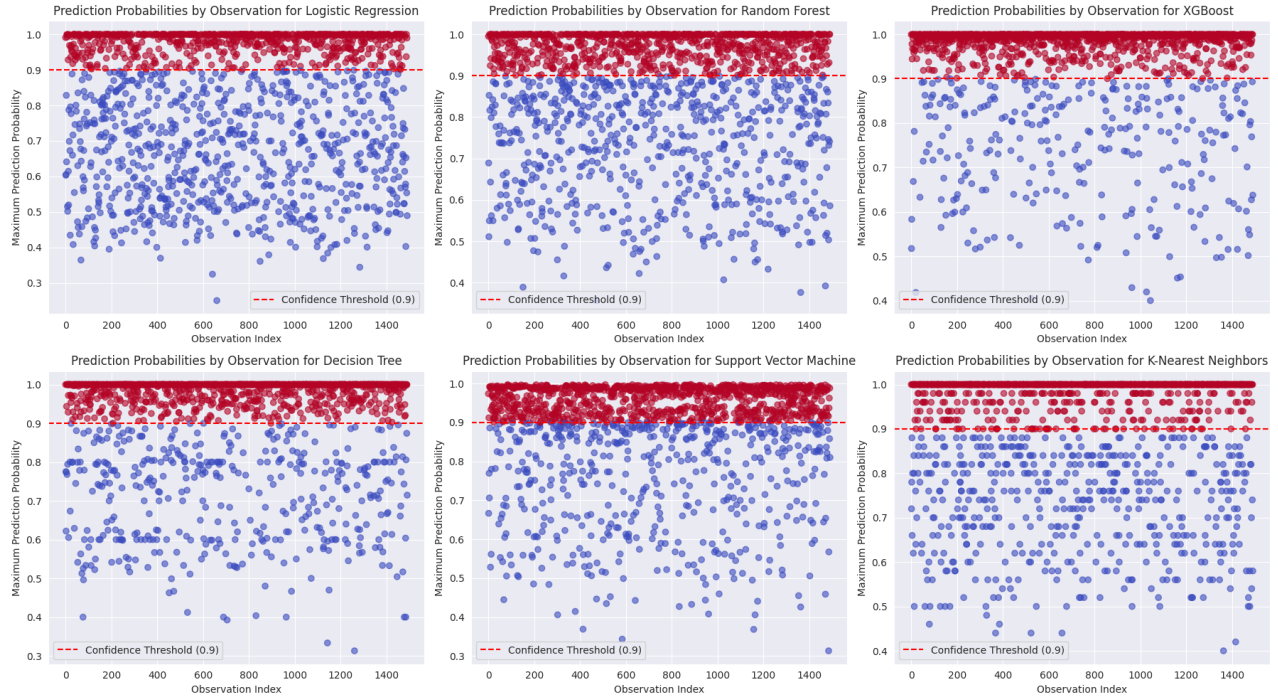 Prediction Probabilities by Observation for Logistic Regression
Maximum Prediction Probability
1.0
0.9
0.8
0.7
0.6
0.5
0.4
0.3
Confidence Threshold (0.9)
0 200 400 600 800 1000 1200 1400
Observation Index
Prediction Probabilities by Observation for Random Forest
Maximum Prediction Probability
1.0
0.9
0.8
0.7
0.6
0.5
0.4
Confidence Threshold (0.9)
0 200 400 600 800 1000 1200 1400
Observation Index
Prediction Probabilities by Observation for XGBoost
Maximum Prediction Probability
1.0
0.9
0.8
0.7
0.6
0.5
0.4
Confidence Threshold (0.9)
0 200 400 600 800 1000 1200 1400
Observation Index
Prediction Probabilities by Observation for Decision Tree
Maximum Prediction Probability
1.0
0.9
0.8
0.7
0.6
0.5
0.4
0.3
Confidence Threshold (0.9)
0 200 400 600 800 1000 1200 1400
Observation Index
Prediction Probabilities by Observation for Support Vector Machine
Maximum Prediction Probability
1.0
0.9
0.8
0.7
0.6
0.5
0.4
0.3
Confidence Threshold (0.9)
0 200 400 600 800 1000 1200 1400
Observation Index
Prediction Probabilities by Observation for K-Nearest Neighbors
Maximum Prediction Probability
1.0
0.9
0.8
0.7
0.6
0.5
0.4
Confidence Threshold (0.9)
0 200 400 600 800 1000 1200 1400
Observation Index